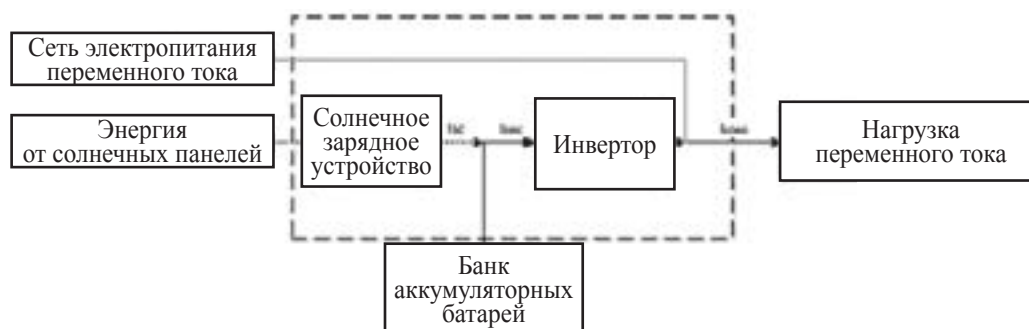 Сеть электропитания
переменного тока
Энергия
от солнечных панелей
Солнечное
зарядное
устройство
Инвертор
Нагрузка
переменного тока
Банк
аккумуляторных
батарей